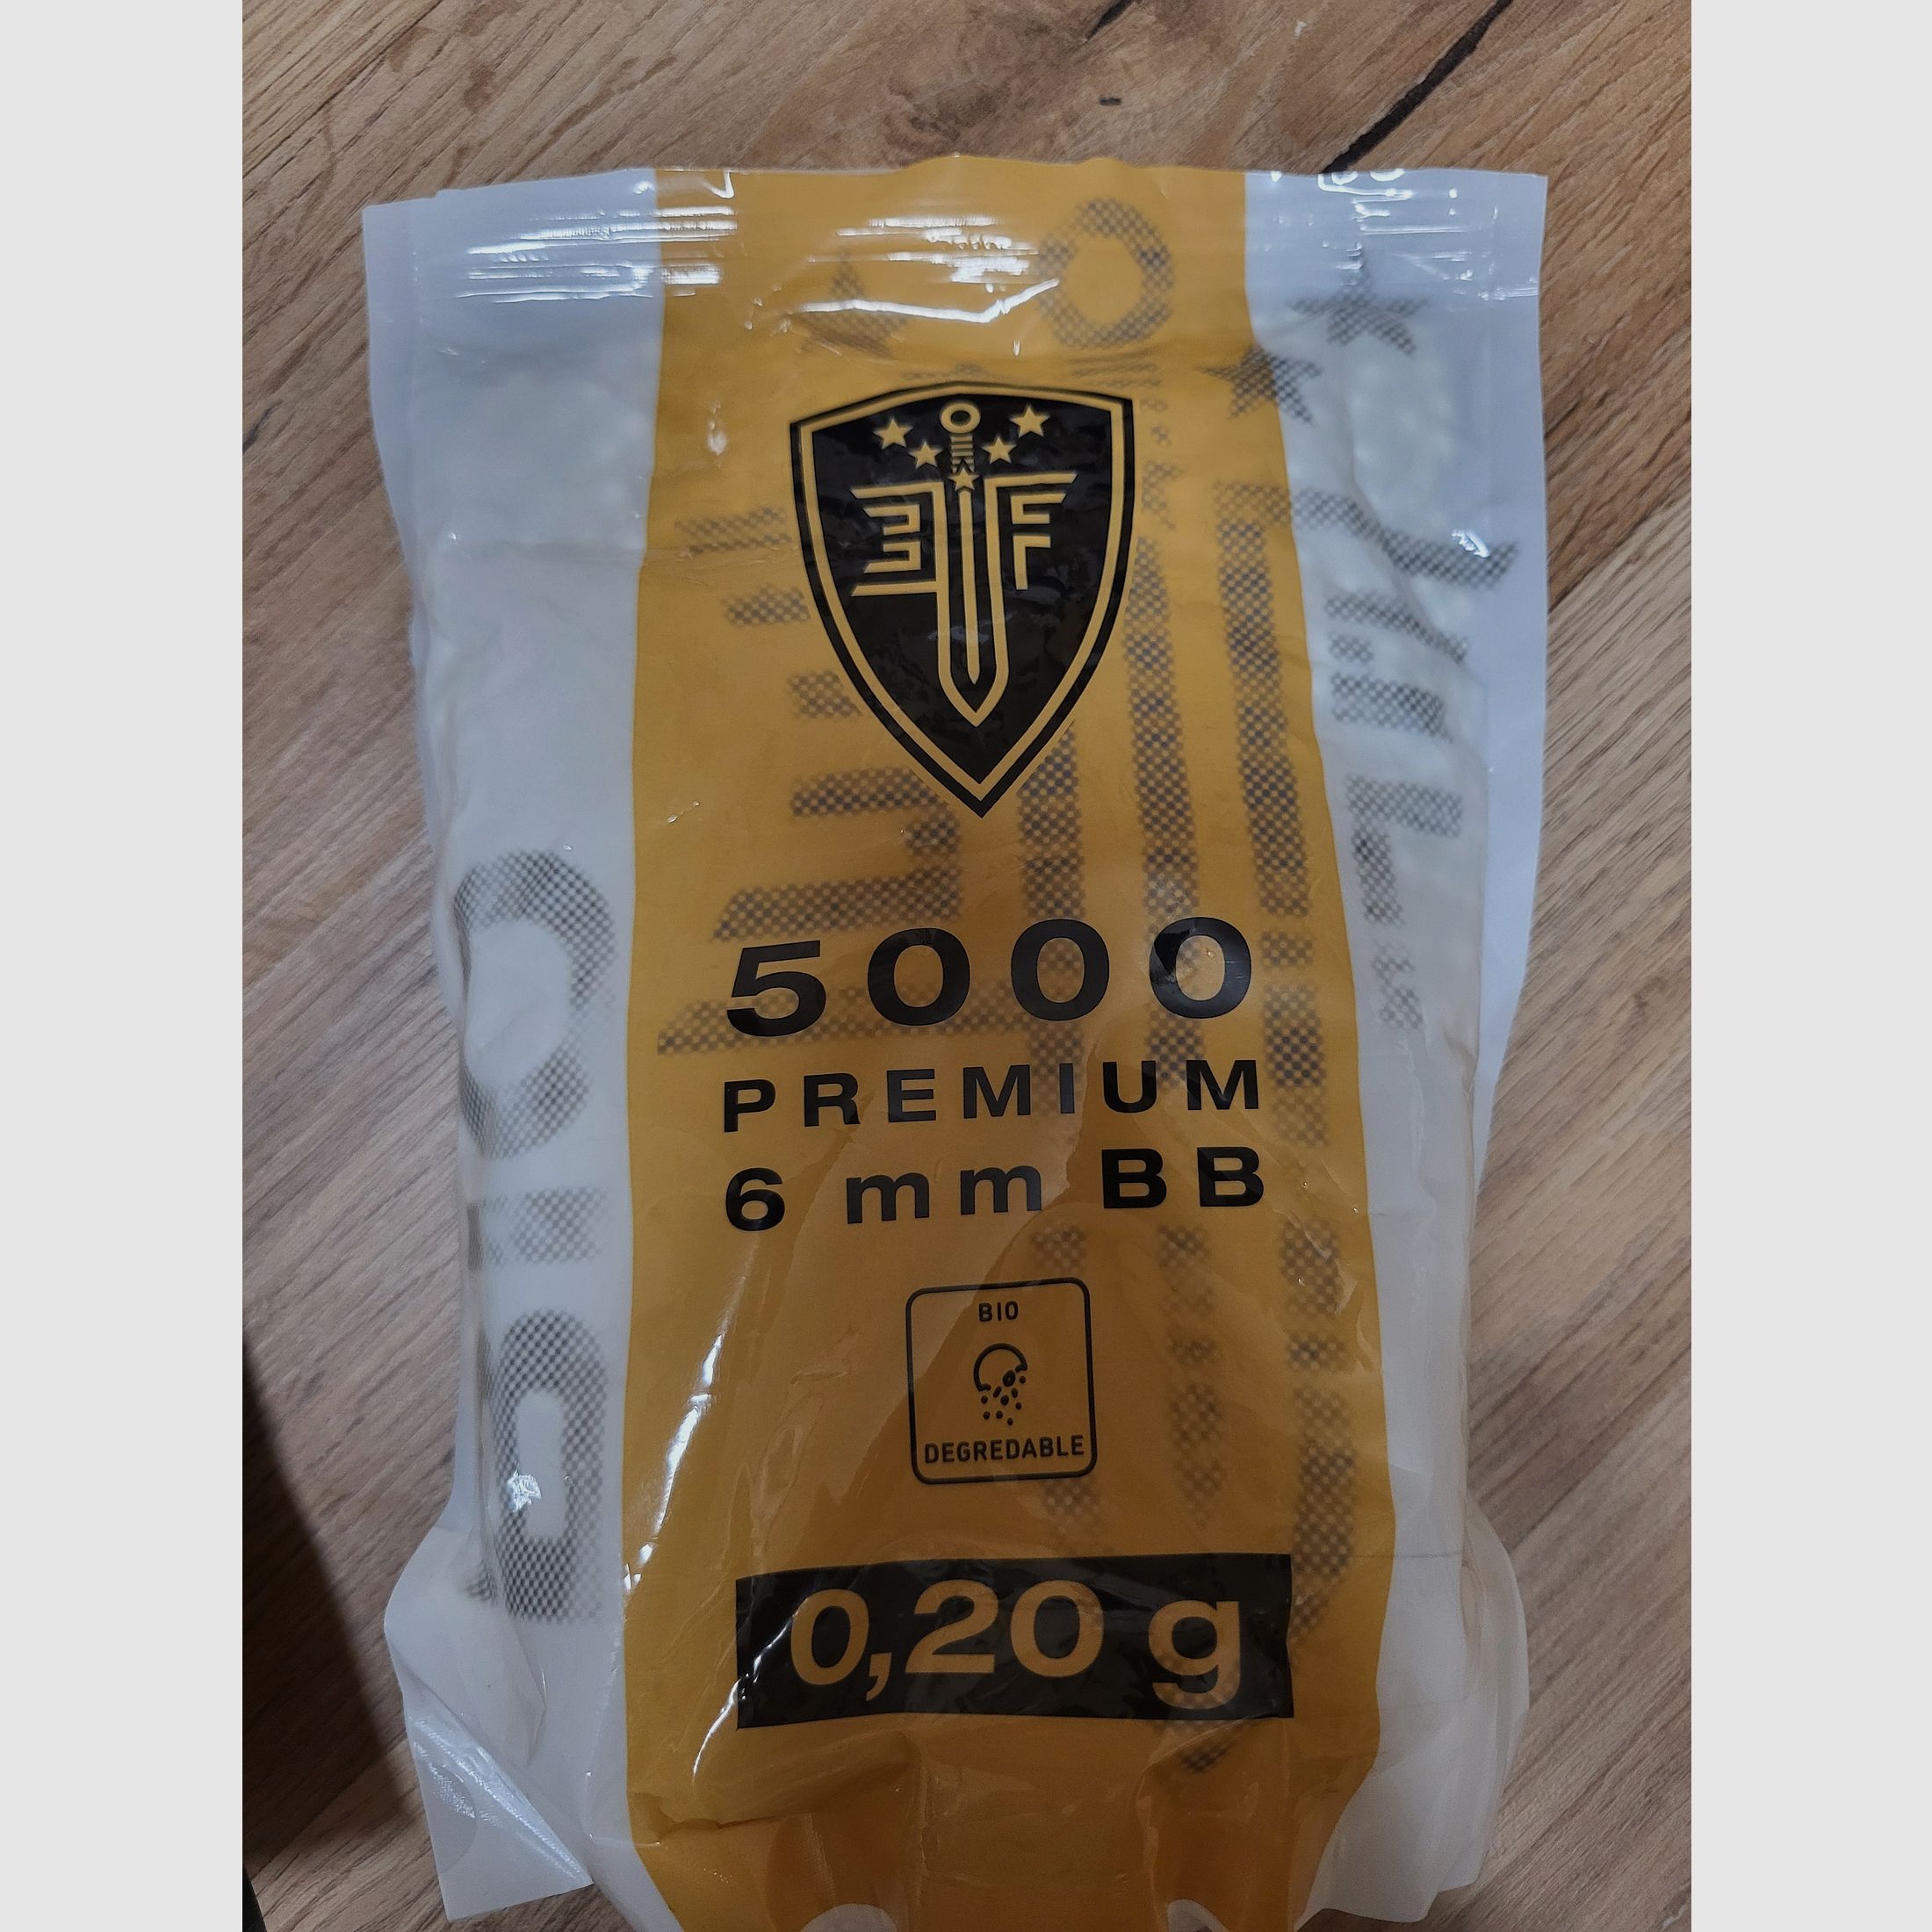 5000
PREMIUM
6 mm BB
BIO
DEGREDABLE
0,20 g